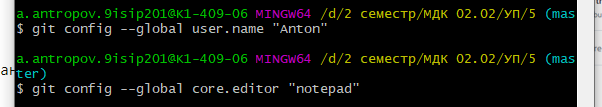 a.antropov.9isip201@K1-409-06 MINGW64 /d/2 семестр/МДК 02.02/УП/5 (mas
$ git config --global user.name "Anton"
a.antropov.9isip201@K1-409-06 MINGW64 /d/2 семестр/МДК 02.02/УП/5 (mas
ter)
$ git config --global core.editor "notepad"